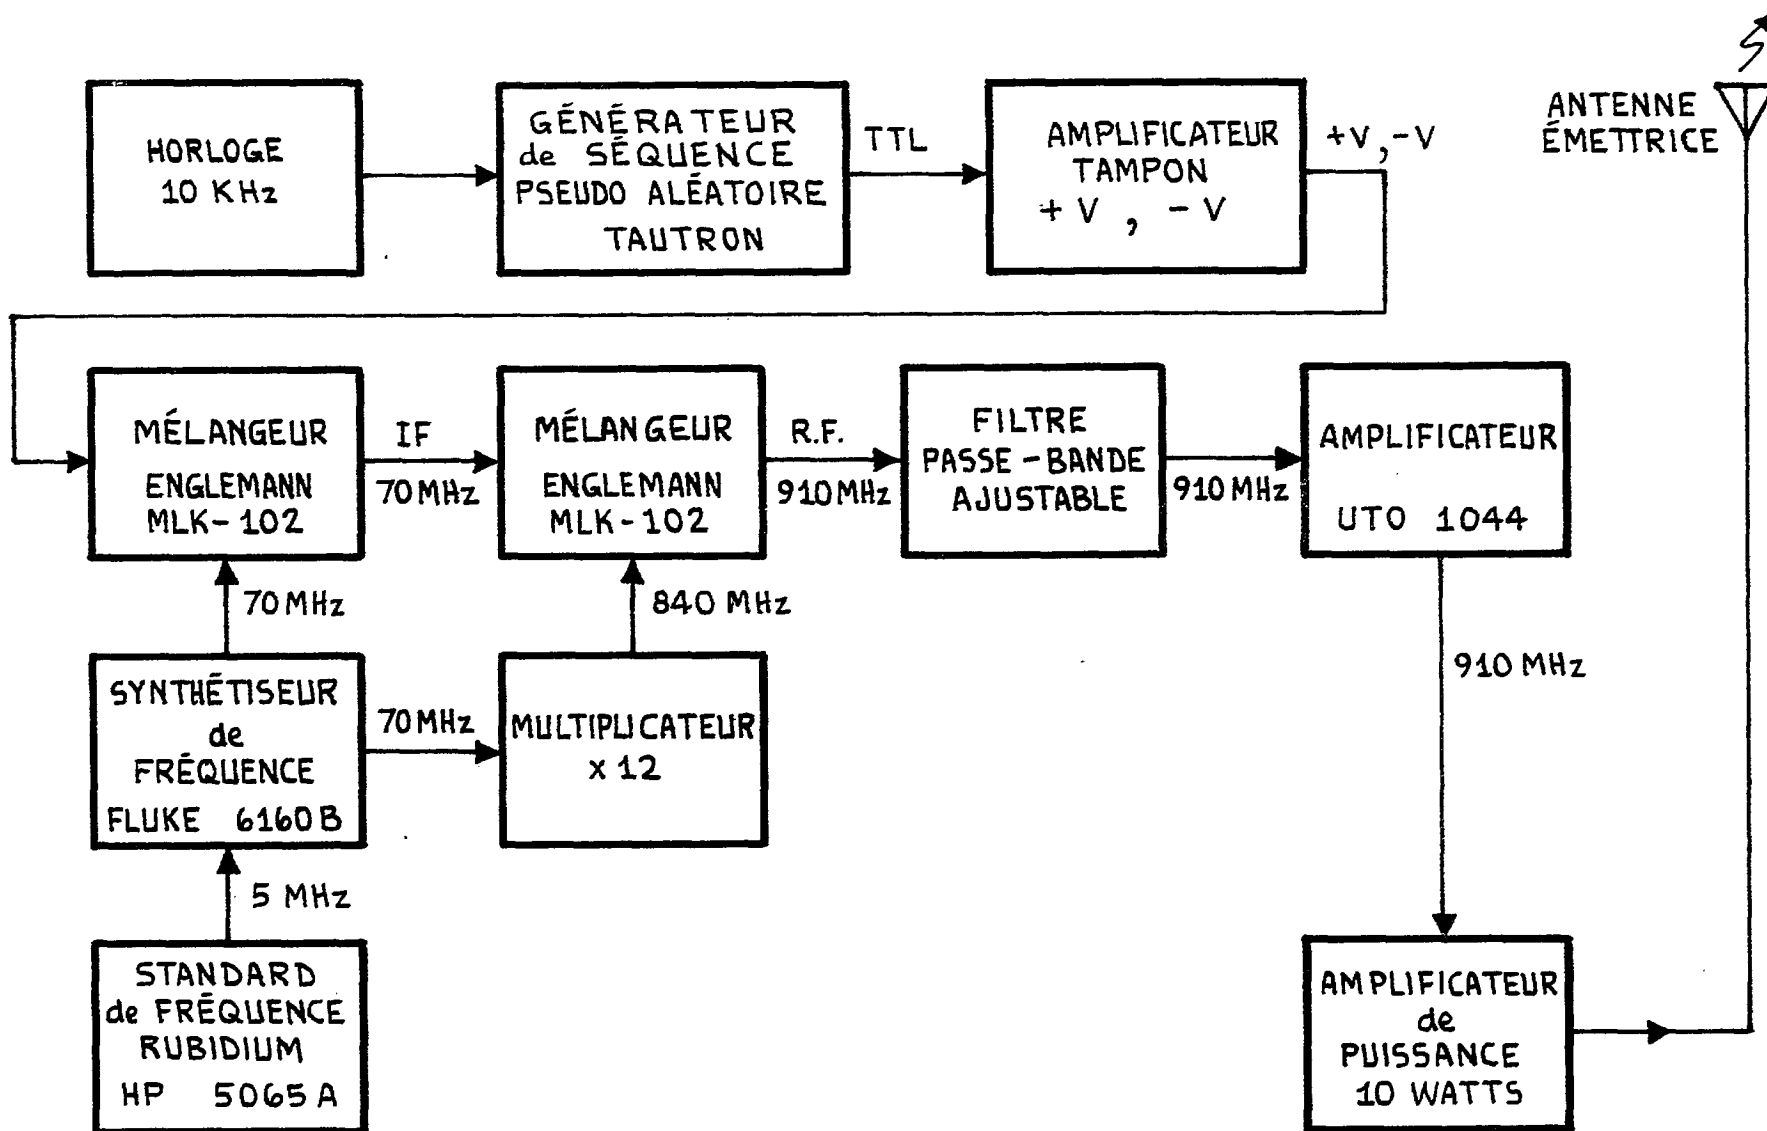 HORLOGE
10 KHz
GÉNÉRATEUR
de SÉQUENCE
PSEUDO ALÉATOIRE
TAUTRON
TTL
AMPLIFICATEUR
TAMPON
+ V , - V
+V,-V
ANTENNE
ÉMETTRICE
MÉLANGEUR
ENGLEMANN
MLK-102
IF
70 MHz
MÉLANGEUR
ENGLEMANN
MLK-102
R.F.
910 MHz
FILTRE
PASSE-BANDE
AJUSTABLE
910 MHz
AMPLIFICATEUR
UTO 1044
70 MHz
840 MHz
910 MHz
SYNTHÉTISEUR
de
FRÉQUENCE
FLUKE 6160B
70 MHz
MULTIPLICATEUR
x 12
5 MHz
STANDARD
de FRÉQUENCE
RUBIDIUM
HP 5065A
AMPLIFICATEUR
de
PUISSANCE
10 WATTS